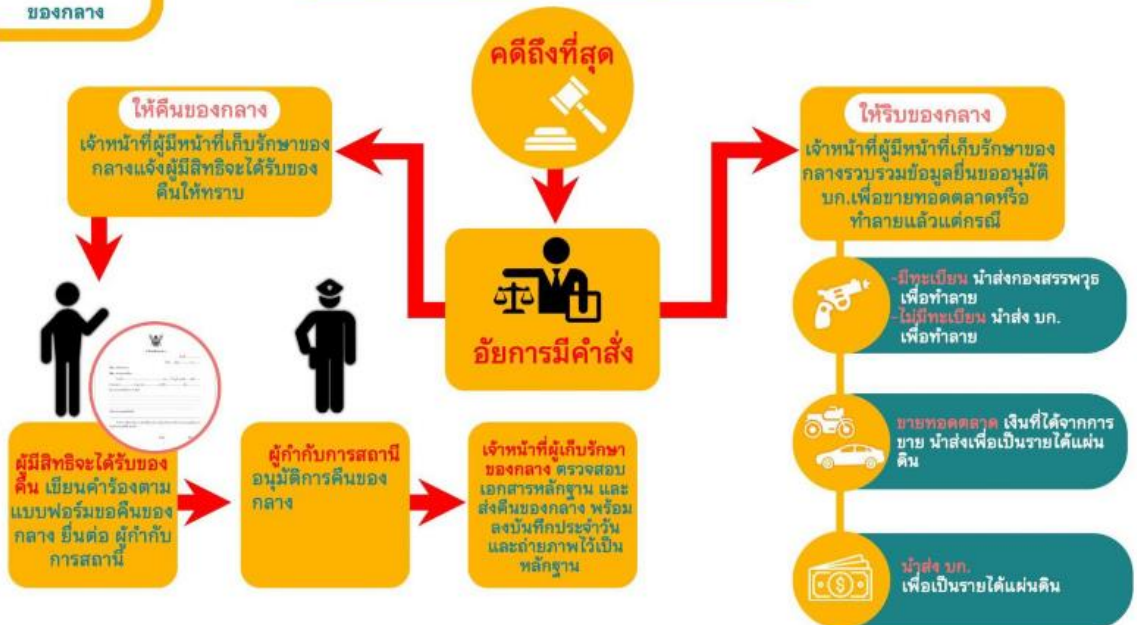 ของกลาง
คดีถึงที่สุด
ให้คืนของกลาง
เจ้าหน้าที่ผู้มีหน้าที่เก็บรักษาของ
กลางแจ้งผู้มีสิทธิจะได้รับของ
คืนให้ทราบ
ให้ริบของกลาง
เจ้าหน้าที่ผู้มีหน้าที่เก็บรักษาของ
กลางรวบรวมข้อมูลยื่นขออนุมัติ
บก.เพื่อขายทอดตลาดหรือ
ทำลายแล้วแต่กรณี
อัยการมีคำสั่ง
-มีทะเบียน นำส่งกองสรรพวุธ
เพื่อทำลาย
-ไม่มีทะเบียน นำส่ง บก.
เพื่อทำลาย
ขายทอดตลาด เงินที่ได้จากการ
ขาย นำส่งเพื่อเป็นรายได้แผ่น
ดิน
นำส่ง บก.
เพื่อเป็นรายได้แผ่นดิน
ผู้มีสิทธิจะได้รับของ
คืน เขียนคำร้องตาม
แบบฟอร์มขอคืนของ
กลาง ยื่นต่อ ผู้กำกับ
การสถานี
ผู้กำกับการสถานี
อนุมัติการคืนของ
กลาง
เจ้าหน้าที่ผู้เก็บรักษา
ของกลาง ตรวจสอบ
เอกสารหลักฐาน และ
ส่งคืนของกลาง พร้อม
ลงบันทึกประจำวัน
และถ่ายภาพไว้เป็น
หลักฐาน